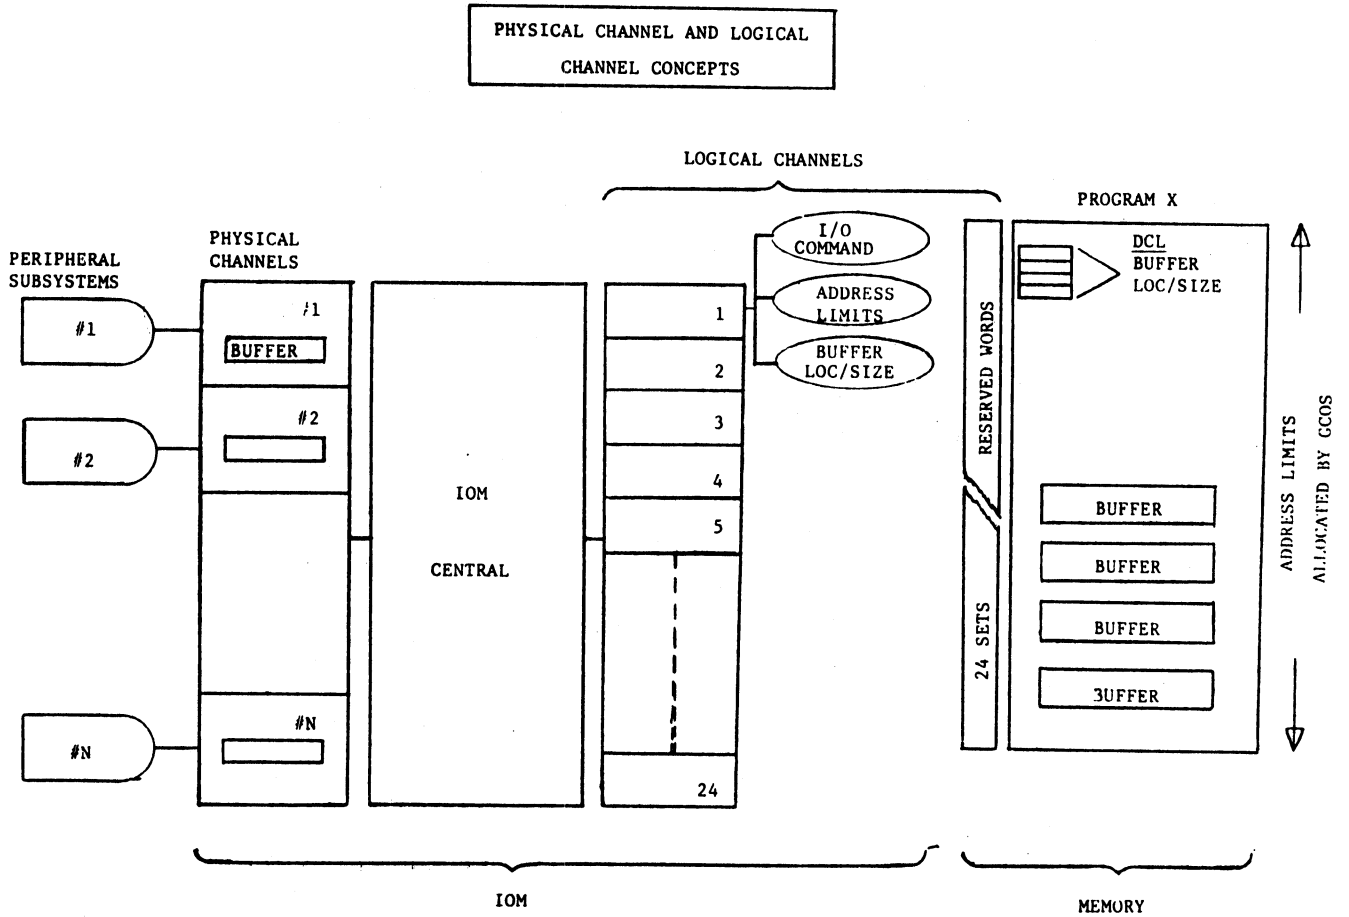 PHYSICAL CHANNEL AND LOGICAL
CHANNEL CONCEPTS
LOGICAL CHANNELS
PROGRAM X
PERIPHERAL
SUBSYSTEMS
PHYSICAL
CHANNELS
#1
#2
#N
#1
BUFFER
#2
#N
IOM
CENTRAL
1
2
3
4
5
24
I/O
COMMAND
ADDRESS
LIMITS
BUFFER
LOC/SIZE
RESERVED WORDS
24 SETS
DCL
BUFFER
LOC/SIZE
BUFFER
BUFFER
BUFFER
BUFFER
ADDRESS LIMITS
ALLOCATED BY GCOS
IOM
MEMORY